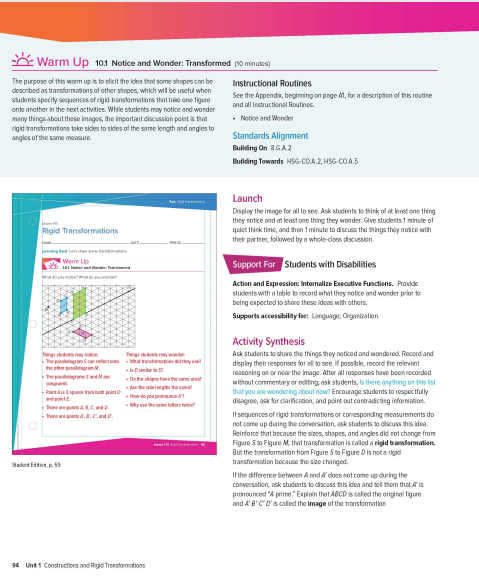 Warm Up 10.1 Notice and Wonder: Transformed (10 minutes)
The purpose of this warm up is to elicit the idea that some shapes can be
described as transformations of other shapes, which will be useful when
students specify sequences of rigid transformations that take one figure
onto another in the next activities. While students may notice and wonder
many things about these images, the important discussion point is that
rigid transformations take sides to sides of the same length and angles to
angles of the same measure.
Instructional Routines
See the Appendix, beginning on page A1, for a description of this routine
and all Instructional Routines.
• Notice and Wonder
Standards Alignment
Building On 8.G.A.2
Building Towards HSG-CO.A.2, HSG-CO.A.5
Rigid Transformations
NAME DATE PERIOD
Learning Goal Let's draw some transformations.
Warm Up
10.1 Notice and Wonder: Transformed
What do you notice? What do you wonder?
Things students may notice:
• The parallelogram S can reflect onto
the other parallelogram M.
• The parallelograms S and M are
congruent.
• Point A is 2 spaces from both point D
and point E.
• There are points A, B, C, and D.
• There are points A′, B′, C′, and D′.
Things students may wonder:
• What transformations did they use?
• Is D similar to S?
• Do the shapes have the same area?
• Are the side lengths the same?
• How do you pronounce A′?
• Why use the same letters twice?
Student Edition, p. 69
Launch
Display the image for all to see. Ask students to think of at least one thing
they notice and at least one thing they wonder. Give students 1 minute of
quiet think time, and then 1 minute to discuss the things they notice with
their partner, followed by a whole-class discussion.
Support For Students with Disabilities
Action and Expression: Internalize Executive Functions. Provide
students with a table to record what they notice and wonder prior to
being expected to share these ideas with others.
Supports accessibility for: Language; Organization
Activity Synthesis
Ask students to share the things they noticed and wondered. Record and
display their responses for all to see. If possible, record the relevant
reasoning on or near the image. After all responses have been recorded
without commentary or editing, ask students, Is there anything on this list
that you are wondering about now? Encourage students to respectfully
disagree, ask for clarification, and point out contradicting information.
If sequences of rigid transformations or corresponding measurements do
not come up during the conversation, ask students to discuss this idea.
Reinforce that because the sizes, shapes, and angles did not change from
Figure S to Figure M, that transformation is called a rigid transformation.
But the transformation from Figure S to Figure D is not a rigid
transformation because the size changed.
If the difference between A and A′ does not come up during the
conversation, ask students to discuss this idea and tell them that A′ is
pronounced “A prime.” Explain that ABCD is called the original figure
and A′ B′ C′ D′ is called the image of the transformation
94 Unit 1 Constructions and Rigid Transformations